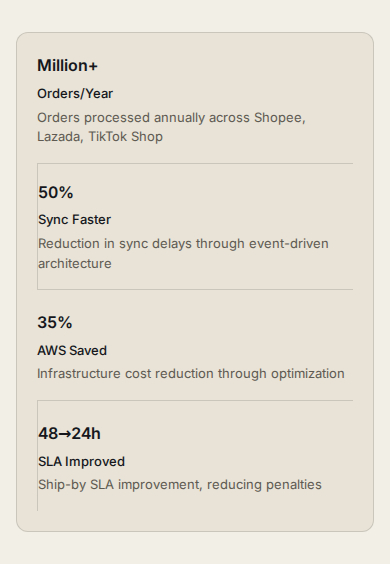 Million+
Orders/Year
Orders processed annually across Shopee,
Lazada, TikTok Shop
50%
Sync Faster
Reduction in sync delays through event-driven
architecture
35%
AWS Saved
Infrastructure cost reduction through optimization
48→24h
SLA Improved
Ship-by SLA improvement, reducing penalties